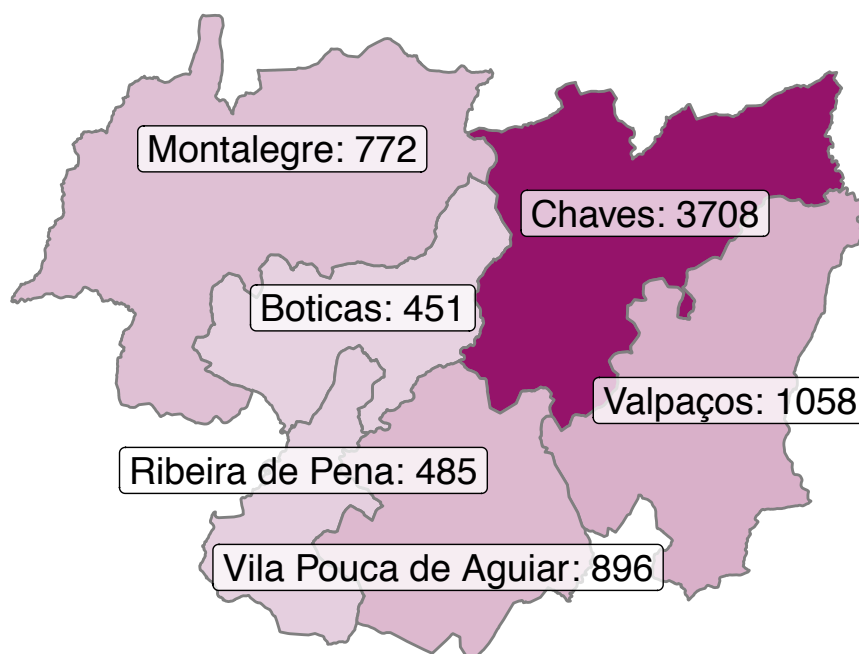 Montalegre: 772
Chaves: 3708
Boticas: 451
Valpaços: 1058
Ribeira de Pena: 485
Vila Pouca de Aguiar: 896